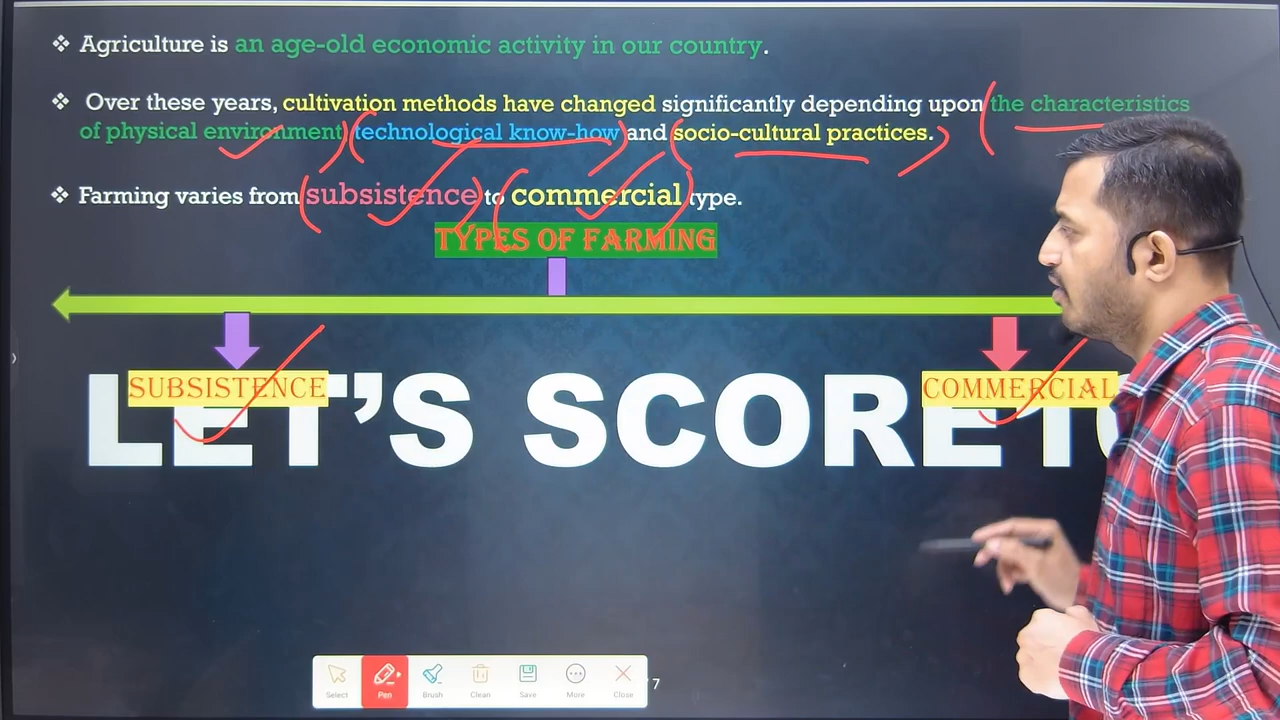 ❖ Agriculture is an age-old economic activity in our country.
❖ Over these years, cultivation methods have changed significantly depending upon the characteristics
of physical environment, technological know-how and socio-cultural practices.
❖ Farming varies from subsistence to commercial type.
TYPES OF FARMING
SUBSISTENCE
COMMERCIAL
LET'S SCORE
Select
Pen
Brush
Clean
Save
More
Close
7